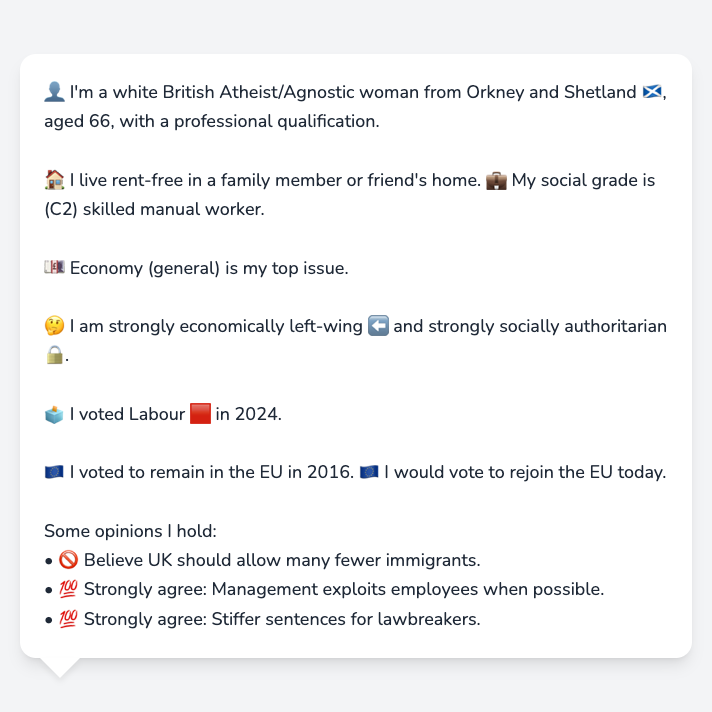 👤 I'm a white British Atheist/Agnostic woman from Orkney and Shetland 🏴󠁧󠁢󠁳󠁣󠁴󠁿,
aged 66, with a professional qualification.
🏠 I live rent-free in a family member or friend's home. 💼 My social grade is
(C2) skilled manual worker.
💷 Economy (general) is my top issue.
🤔 I am strongly economically left-wing ⬅️ and strongly socially authoritarian
🔒.
🗳️ I voted Labour 🟥 in 2024.
🇪🇺 I voted to remain in the EU in 2016. 🇪🇺 I would vote to rejoin the EU today.
Some opinions I hold:
• 🚫 Believe UK should allow many fewer immigrants.
• 💯 Strongly agree: Management exploits employees when possible.
• 💯 Strongly agree: Stiffer sentences for lawbreakers.